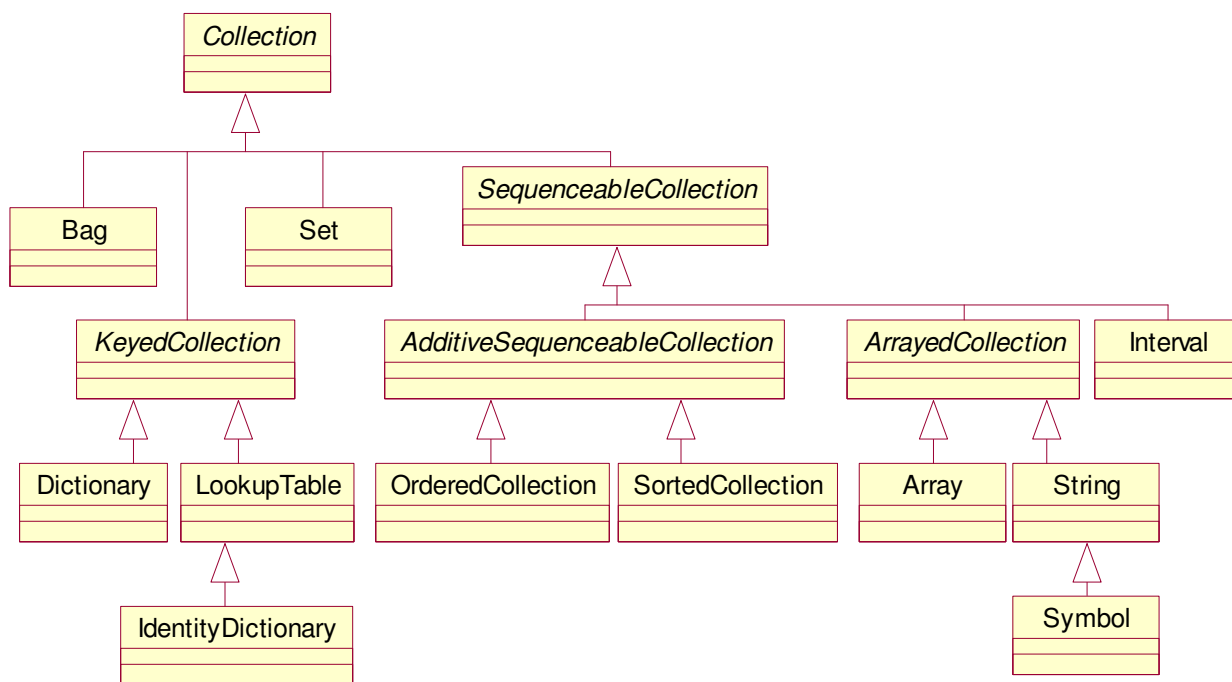 Collection
SequenceableCollection
Bag
Set
KeyedCollection
AdditiveSequenceableCollection
ArrayedCollection
Interval
Dictionary
LookupTable
OrderedCollection
SortedCollection
Array
String
IdentityDictionary
Symbol